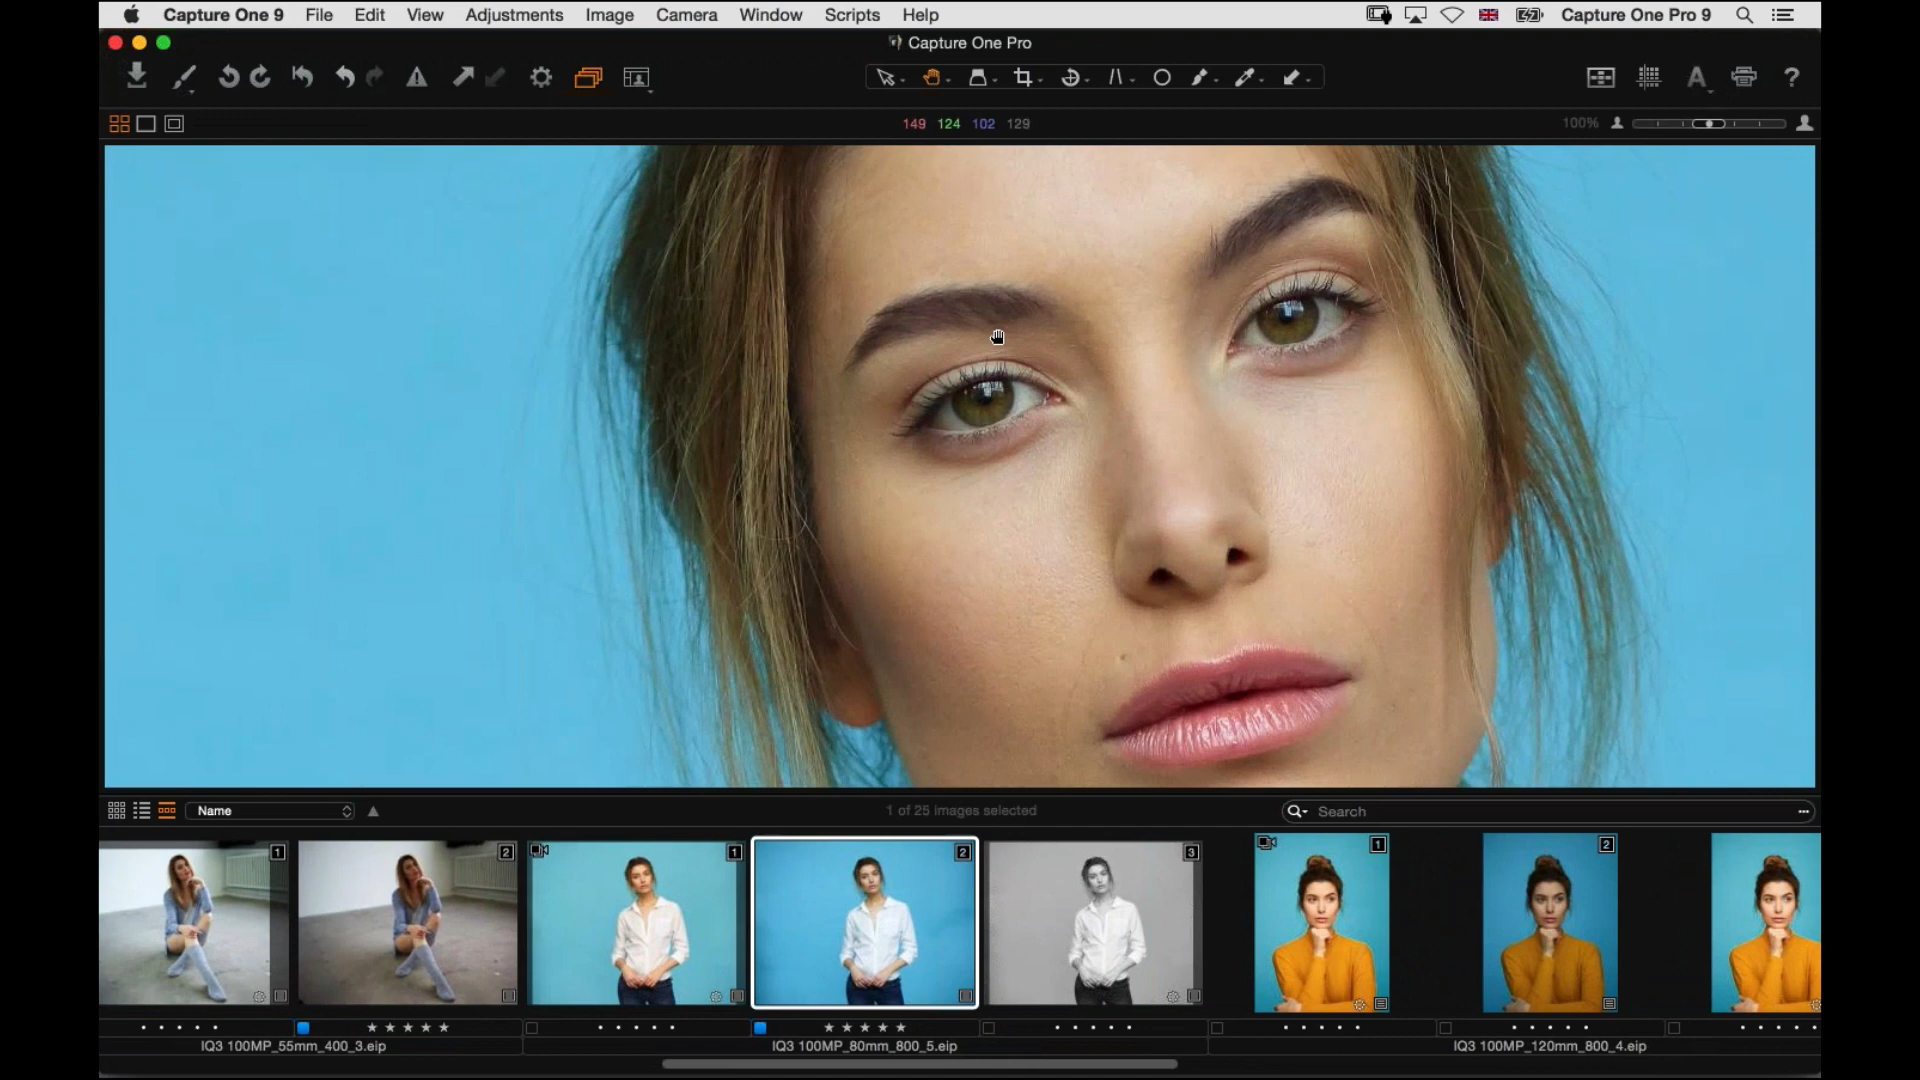 Capture One 9 File Edit View Adjustments Image Camera Window Scripts Help Capture One Pro 9
Capture One Pro
A ?
149 124 102 129 100%
Name 1 of 25 images selected Search
1 2 1 2 3 1 2
IQ3 100MP_55mm_400_3.eip IQ3 100MP_80mm_800_5.eip IQ3 100MP_120mm_800_4.eip